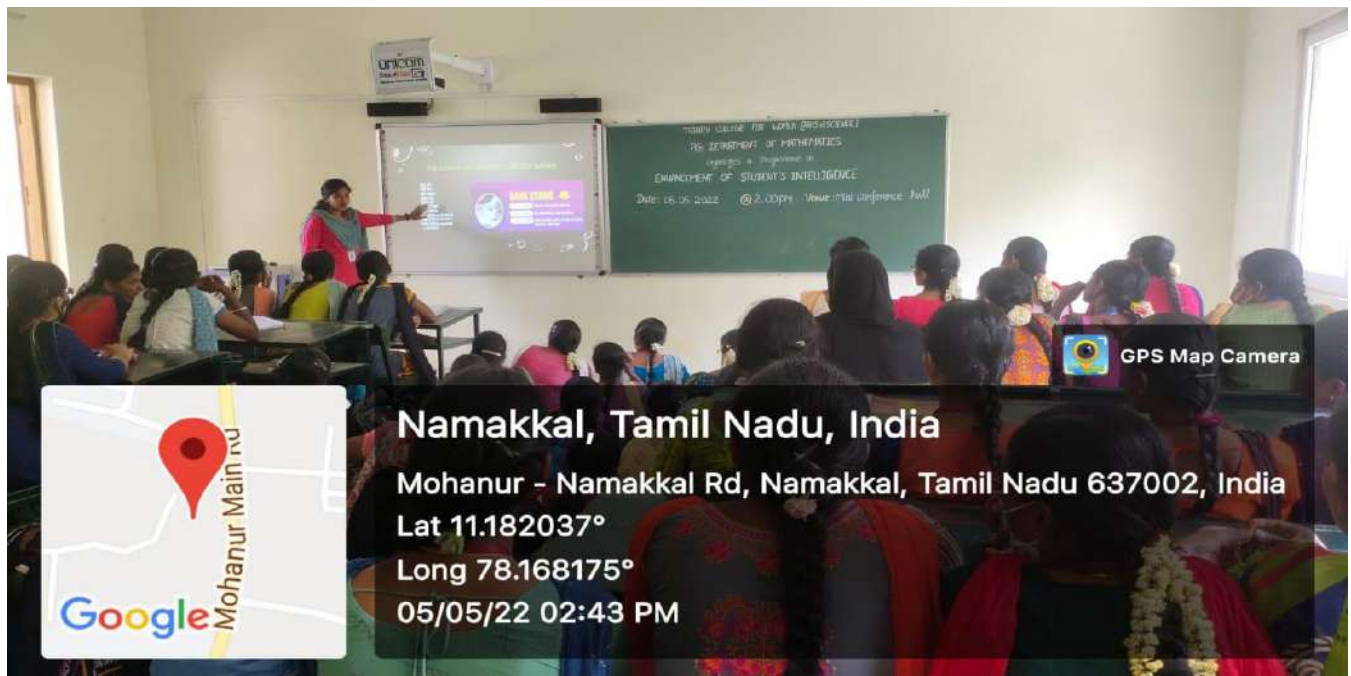 unicom
TRINITY COLLEGE FOR WOMEN (ARTS & SCIENCE)
PG DEPARTMENT OF MATHEMATICS
organizes a Programme on
ENHANCEMENT OF STUDENT'S INTELLIGENCE
Date: 05.05.2022 @ 2.00pm Venue: Mini conference hall
GPS Map Camera
Namakkal, Tamil Nadu, India
Mohanur - Namakkal Rd, Namakkal, Tamil Nadu 637002, India
Lat 11.182037°
Long 78.168175°
05/05/22 02:43 PM
Mohanur Main Rd
Google